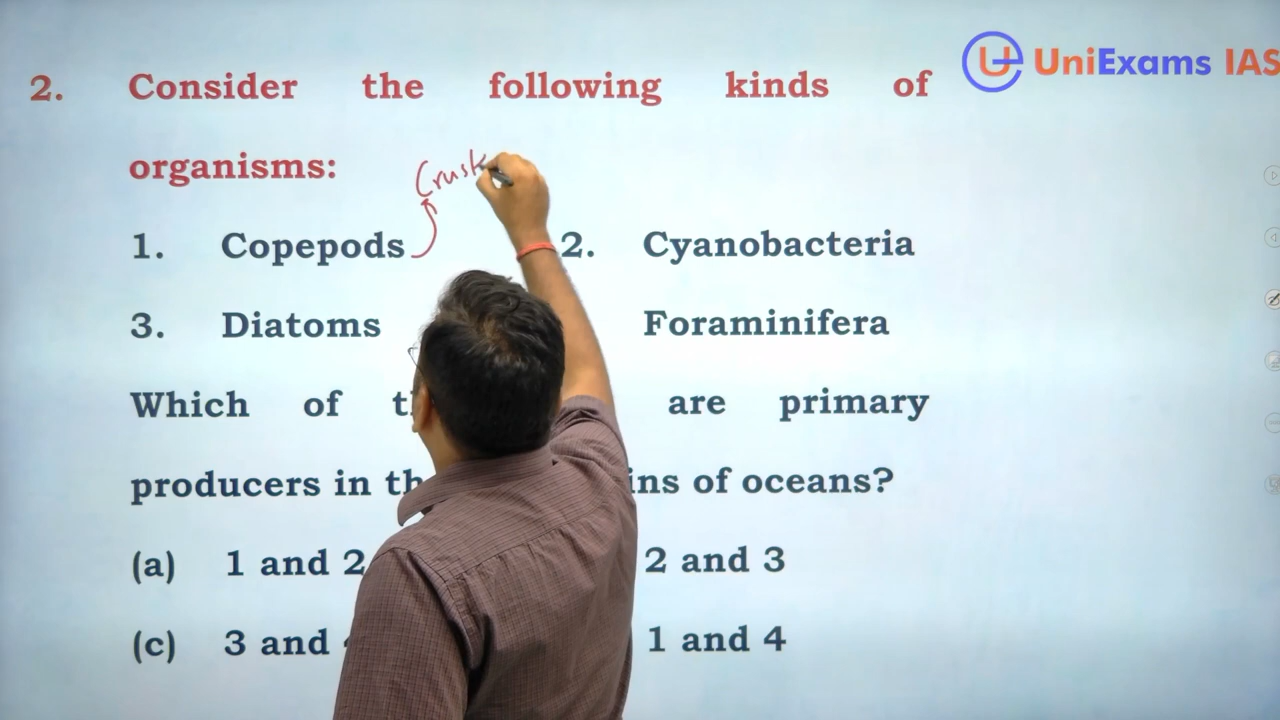 UniExams IAS
2. Consider the following kinds of
organisms:
Crusk
1. Copepods 2. Cyanobacteria
3. Diatoms Foraminifera
Which of are primary
producers in ins of oceans?
(a) 1 and 2 2 and 3
(c) 3 and 1 and 4